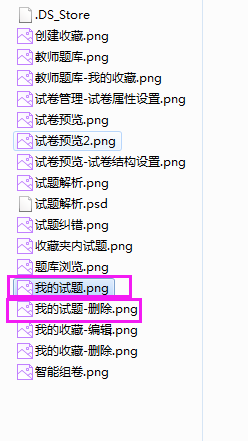 .DS_Store
创建收藏.png
教师题库.png
教师题库-我的收藏.png
试卷管理-试卷属性设置.png
试卷预览.png
试卷预览2.png
试卷预览-试卷结构设置.png
试题解析.png
试题解析.psd
试题纠错.png
收藏夹内试题.png
题库浏览.png
我的试题.png
我的试题-删除.png
我的收藏-编辑.png
我的收藏-删除.png
智能组卷.png